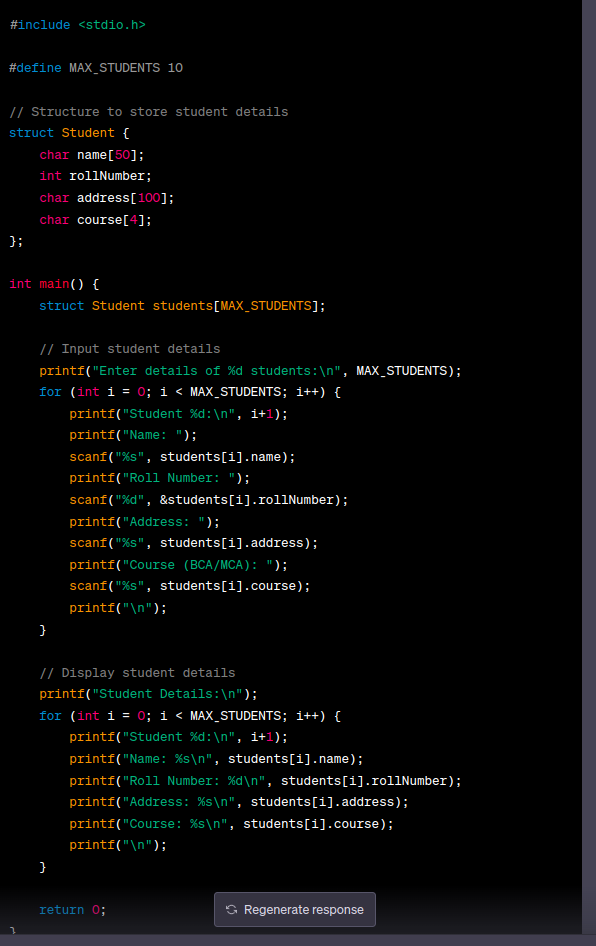 #include <stdio.h>
#define MAX_STUDENTS 10
// Structure to store student details
struct Student {
    char name[50];
    int rollNumber;
    char address[100];
    char course[4];
};
int main() {
    struct Student students[MAX_STUDENTS];
    // Input student details
    printf("Enter details of %d students:\n", MAX_STUDENTS);
    for (int i = 0; i < MAX_STUDENTS; i++) {
        printf("Student %d:\n", i+1);
        printf("Name: ");
        scanf("%s", students[i].name);
        printf("Roll Number: ");
        scanf("%d", &students[i].rollNumber);
        printf("Address: ");
        scanf("%s", students[i].address);
        printf("Course (BCA/MCA): ");
        scanf("%s", students[i].course);
        printf("\n");
    }
    // Display student details
    printf("Student Details:\n");
    for (int i = 0; i < MAX_STUDENTS; i++) {
        printf("Student %d:\n", i+1);
        printf("Name: %s\n", students[i].name);
        printf("Roll Number: %d\n", students[i].rollNumber);
        printf("Address: %s\n", students[i].address);
        printf("Course: %s\n", students[i].course);
        printf("\n");
    }
    return 0;
Regenerate response
}